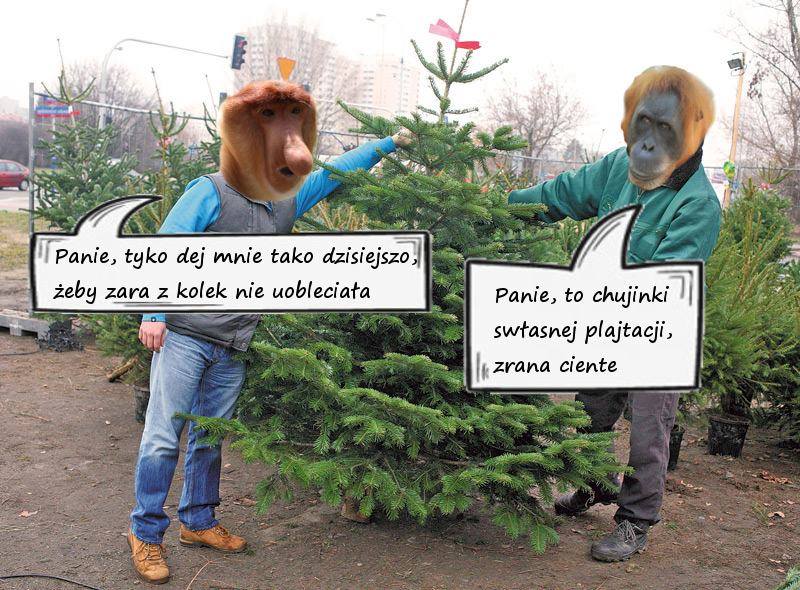 Panie, tyko dej mnie tako dzisiejszo,
żeby zara z kolek nie uobleciała
Panie, to chujinki
swłasnej plajtacji,
zrana ciente